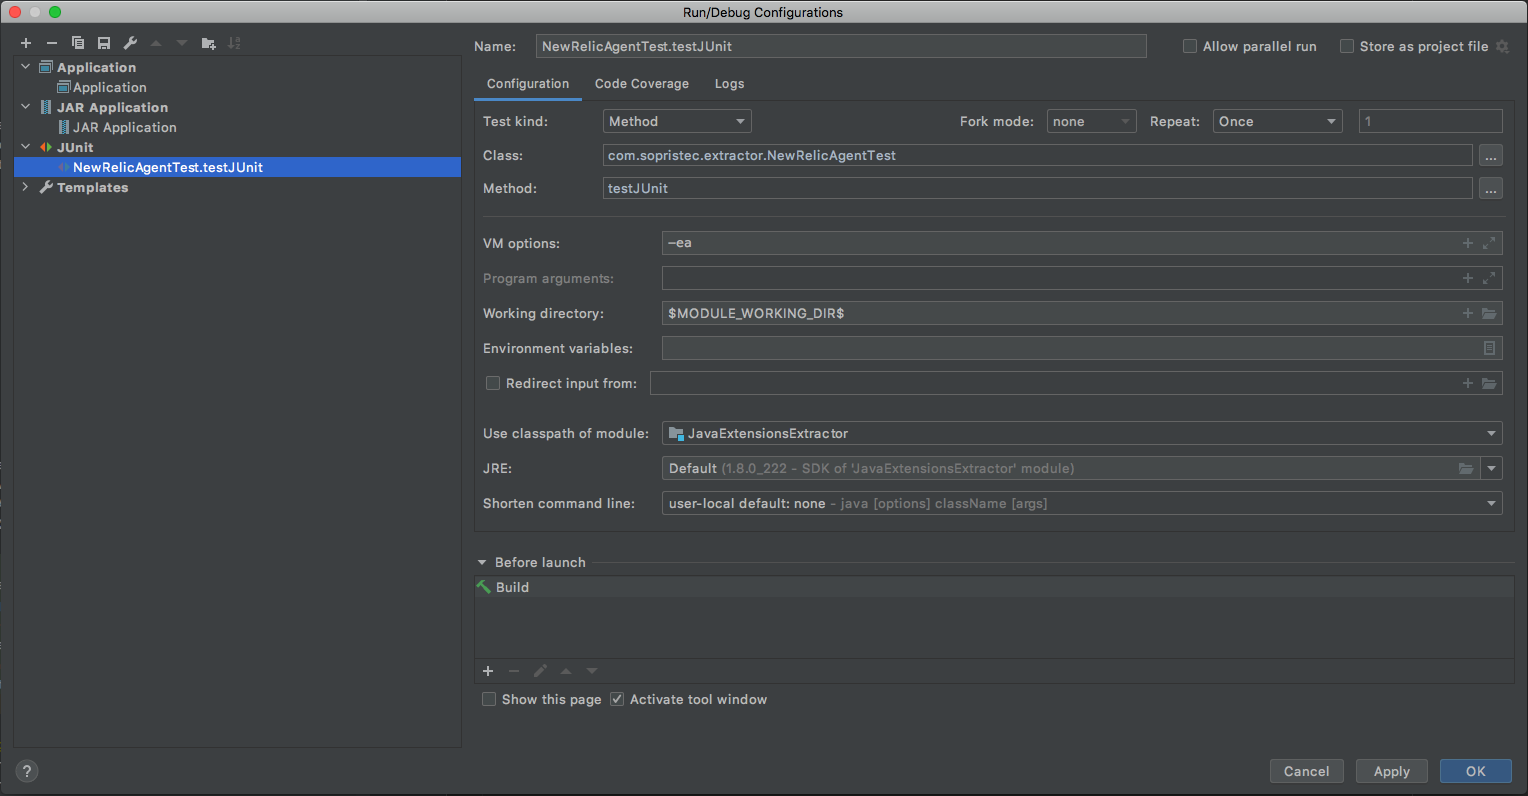 Run/Debug Configurations
Application
Application
JAR Application
JAR Application
JUnit
NewRelicAgentTest.testJUnit
Templates
Name: NewRelicAgentTest.testJUnit Allow parallel run Store as project file
Configuration Code Coverage Logs
Test kind: Method Fork mode: none Repeat: Once 1
Class: com.sopristec.extractor.NewRelicAgentTest ...
Method: testJUnit ...
VM options: -ea
Program arguments:
Working directory: $MODULE_WORKING_DIR$
Environment variables:
Redirect input from:
Use classpath of module: JavaExtensionsExtractor
JRE: Default (1.8.0_222 - SDK of 'JavaExtensionsExtractor' module)
Shorten command line: user-local default: none - java [options] className [args]
Before launch
Build
Show this page Activate tool window
? Cancel Apply OK